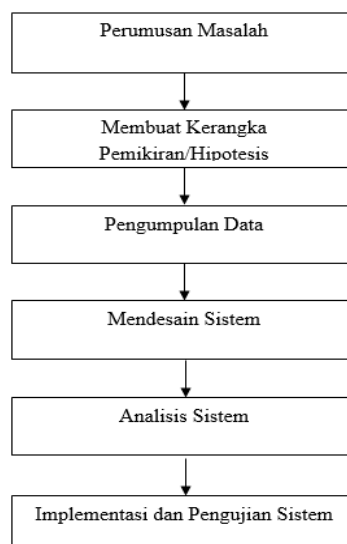 Perumusan Masalah
Membuat Kerangka
Pemikiran/Hipotesis
Pengumpulan Data
Mendesain Sistem
Analisis Sistem
Implementasi dan Pengujian Sistem